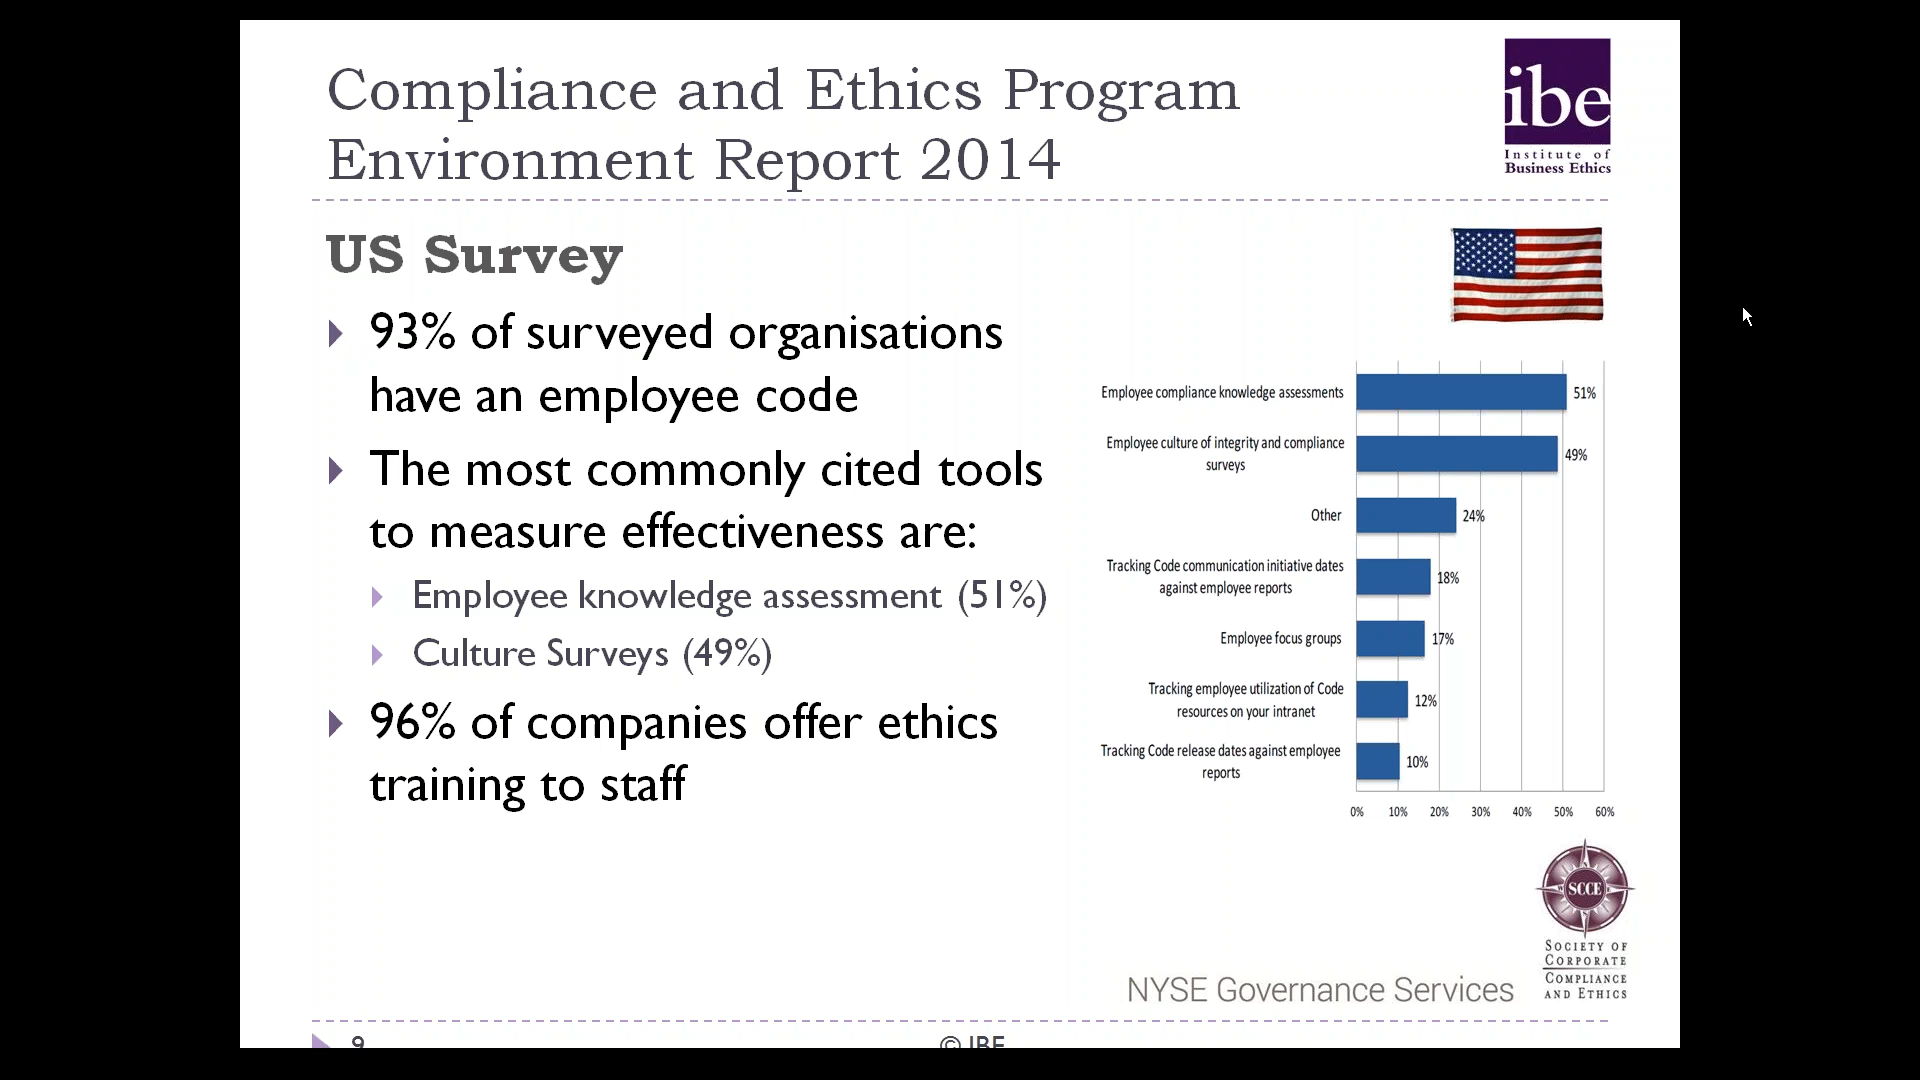 Compliance and Ethics Program
Environment Report 2014
ibe
Institute of
Business Ethics
US Survey
93% of surveyed organisations
have an employee code
The most commonly cited tools
to measure effectiveness are:
Employee knowledge assessment (51%)
Culture Surveys (49%)
96% of companies offer ethics
training to staff
Employee compliance knowledge assessments
51%
Employee culture of integrity and compliance
surveys
49%
Other
24%
Tracking Code communication initiative dates
against employee reports
18%
Employee focus groups
17%
Tracking employee utilization of Code
resources on your intranet
12%
Tracking Code release dates against employee
reports
10%
0% 10% 20% 30% 40% 50% 60%
SCCE
SOCIETY OF
CORPORATE
COMPLIANCE
AND ETHICS
NYSE Governance Services
9
© IBE